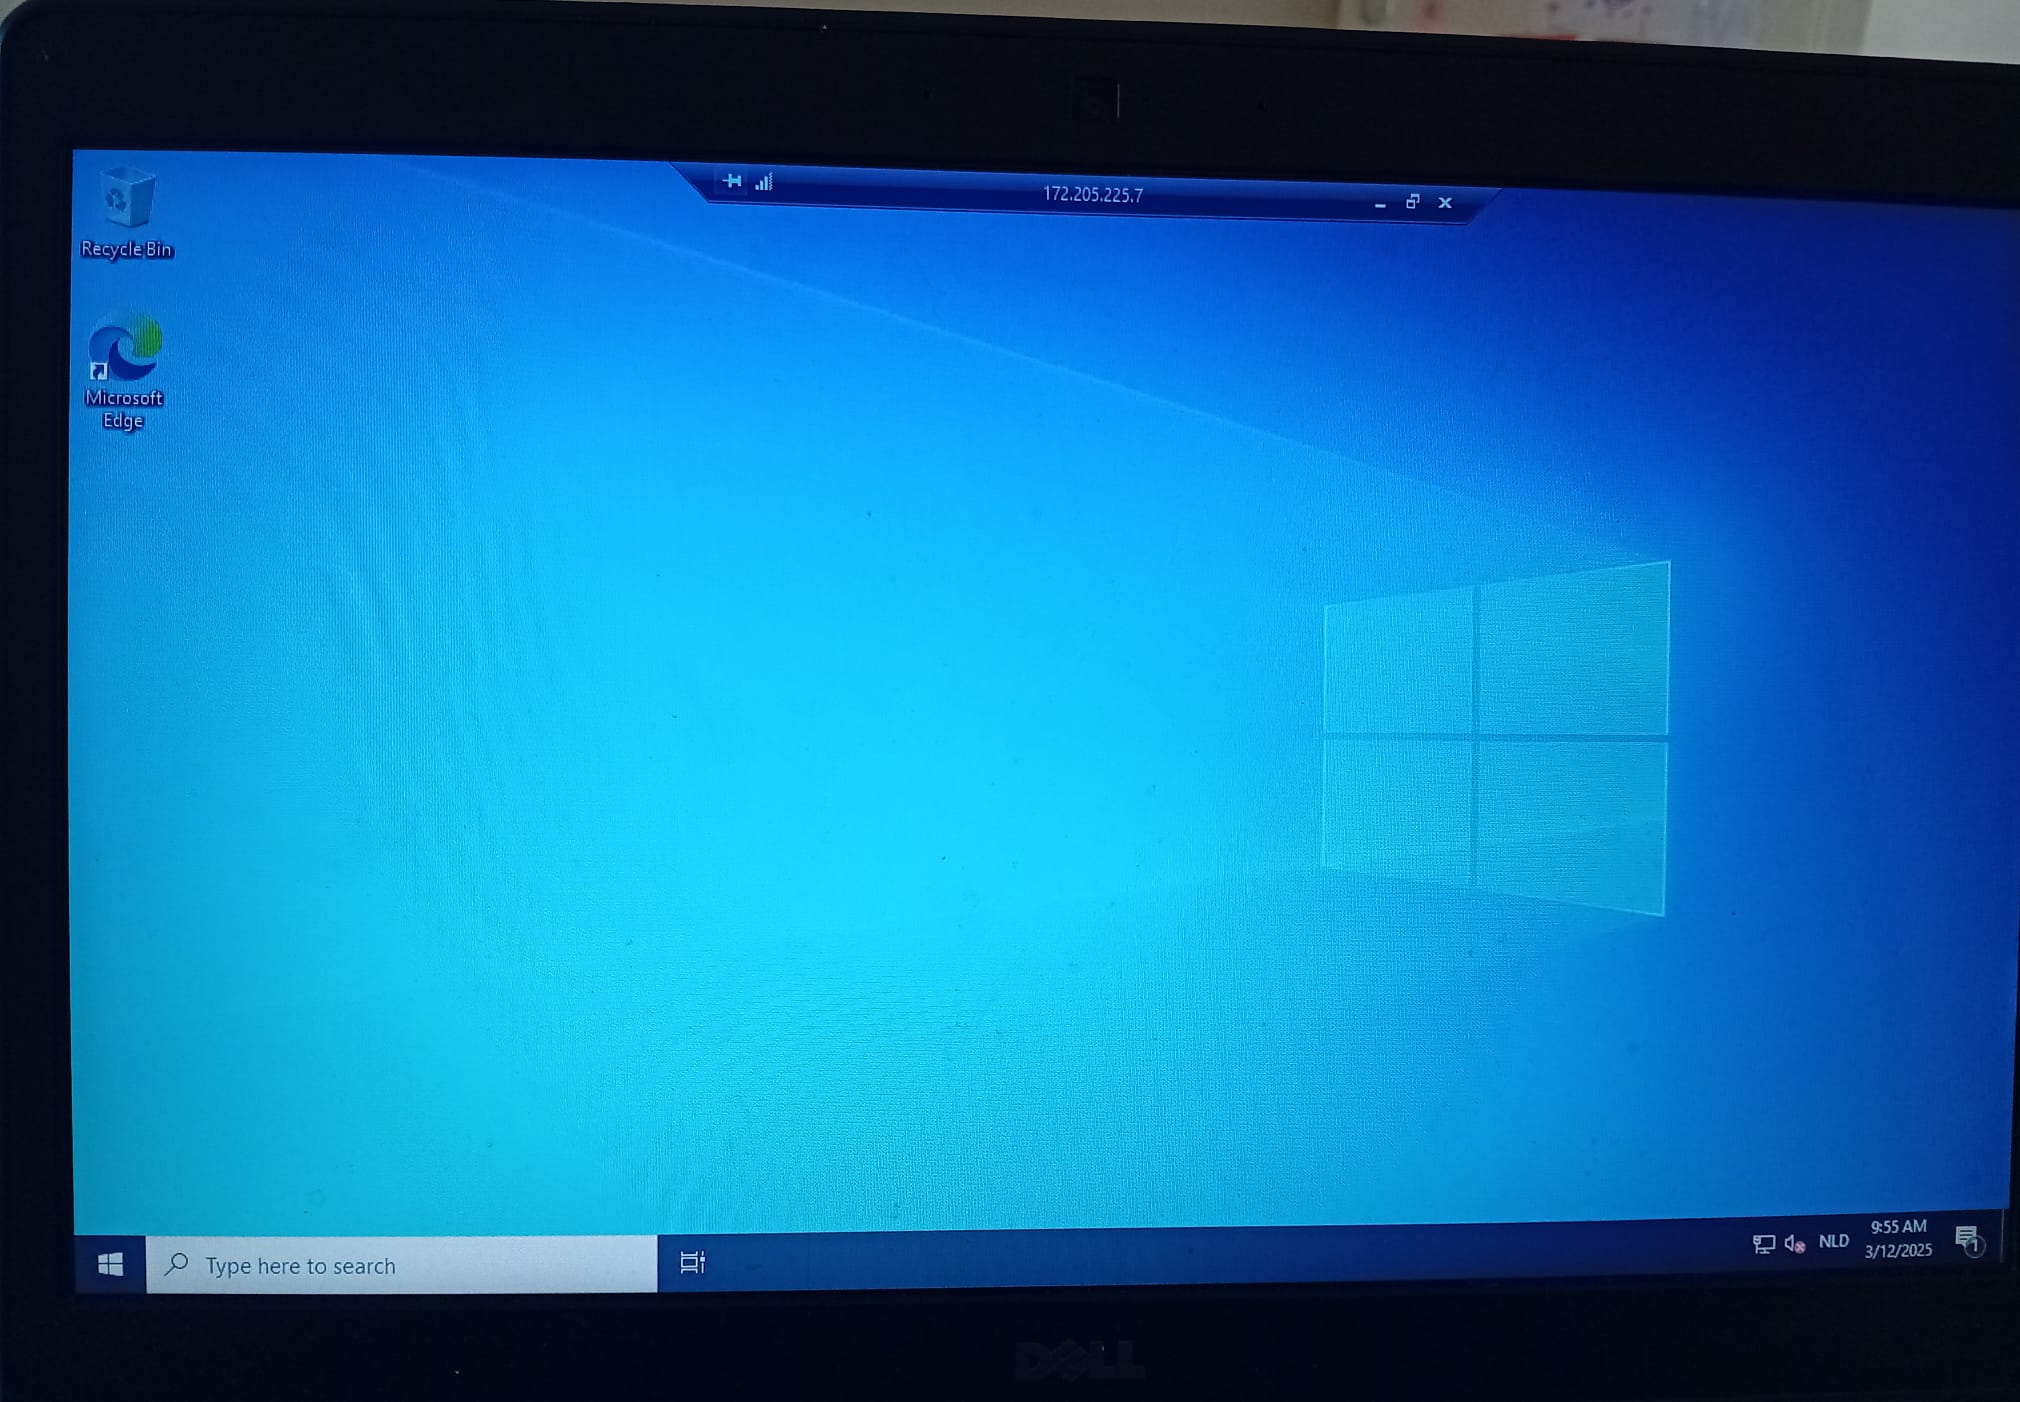 172.205.225.7
Recycle Bin
Microsoft
Edge
Type here to search
NLD
9:55 AM
3/12/2025
1
DELL